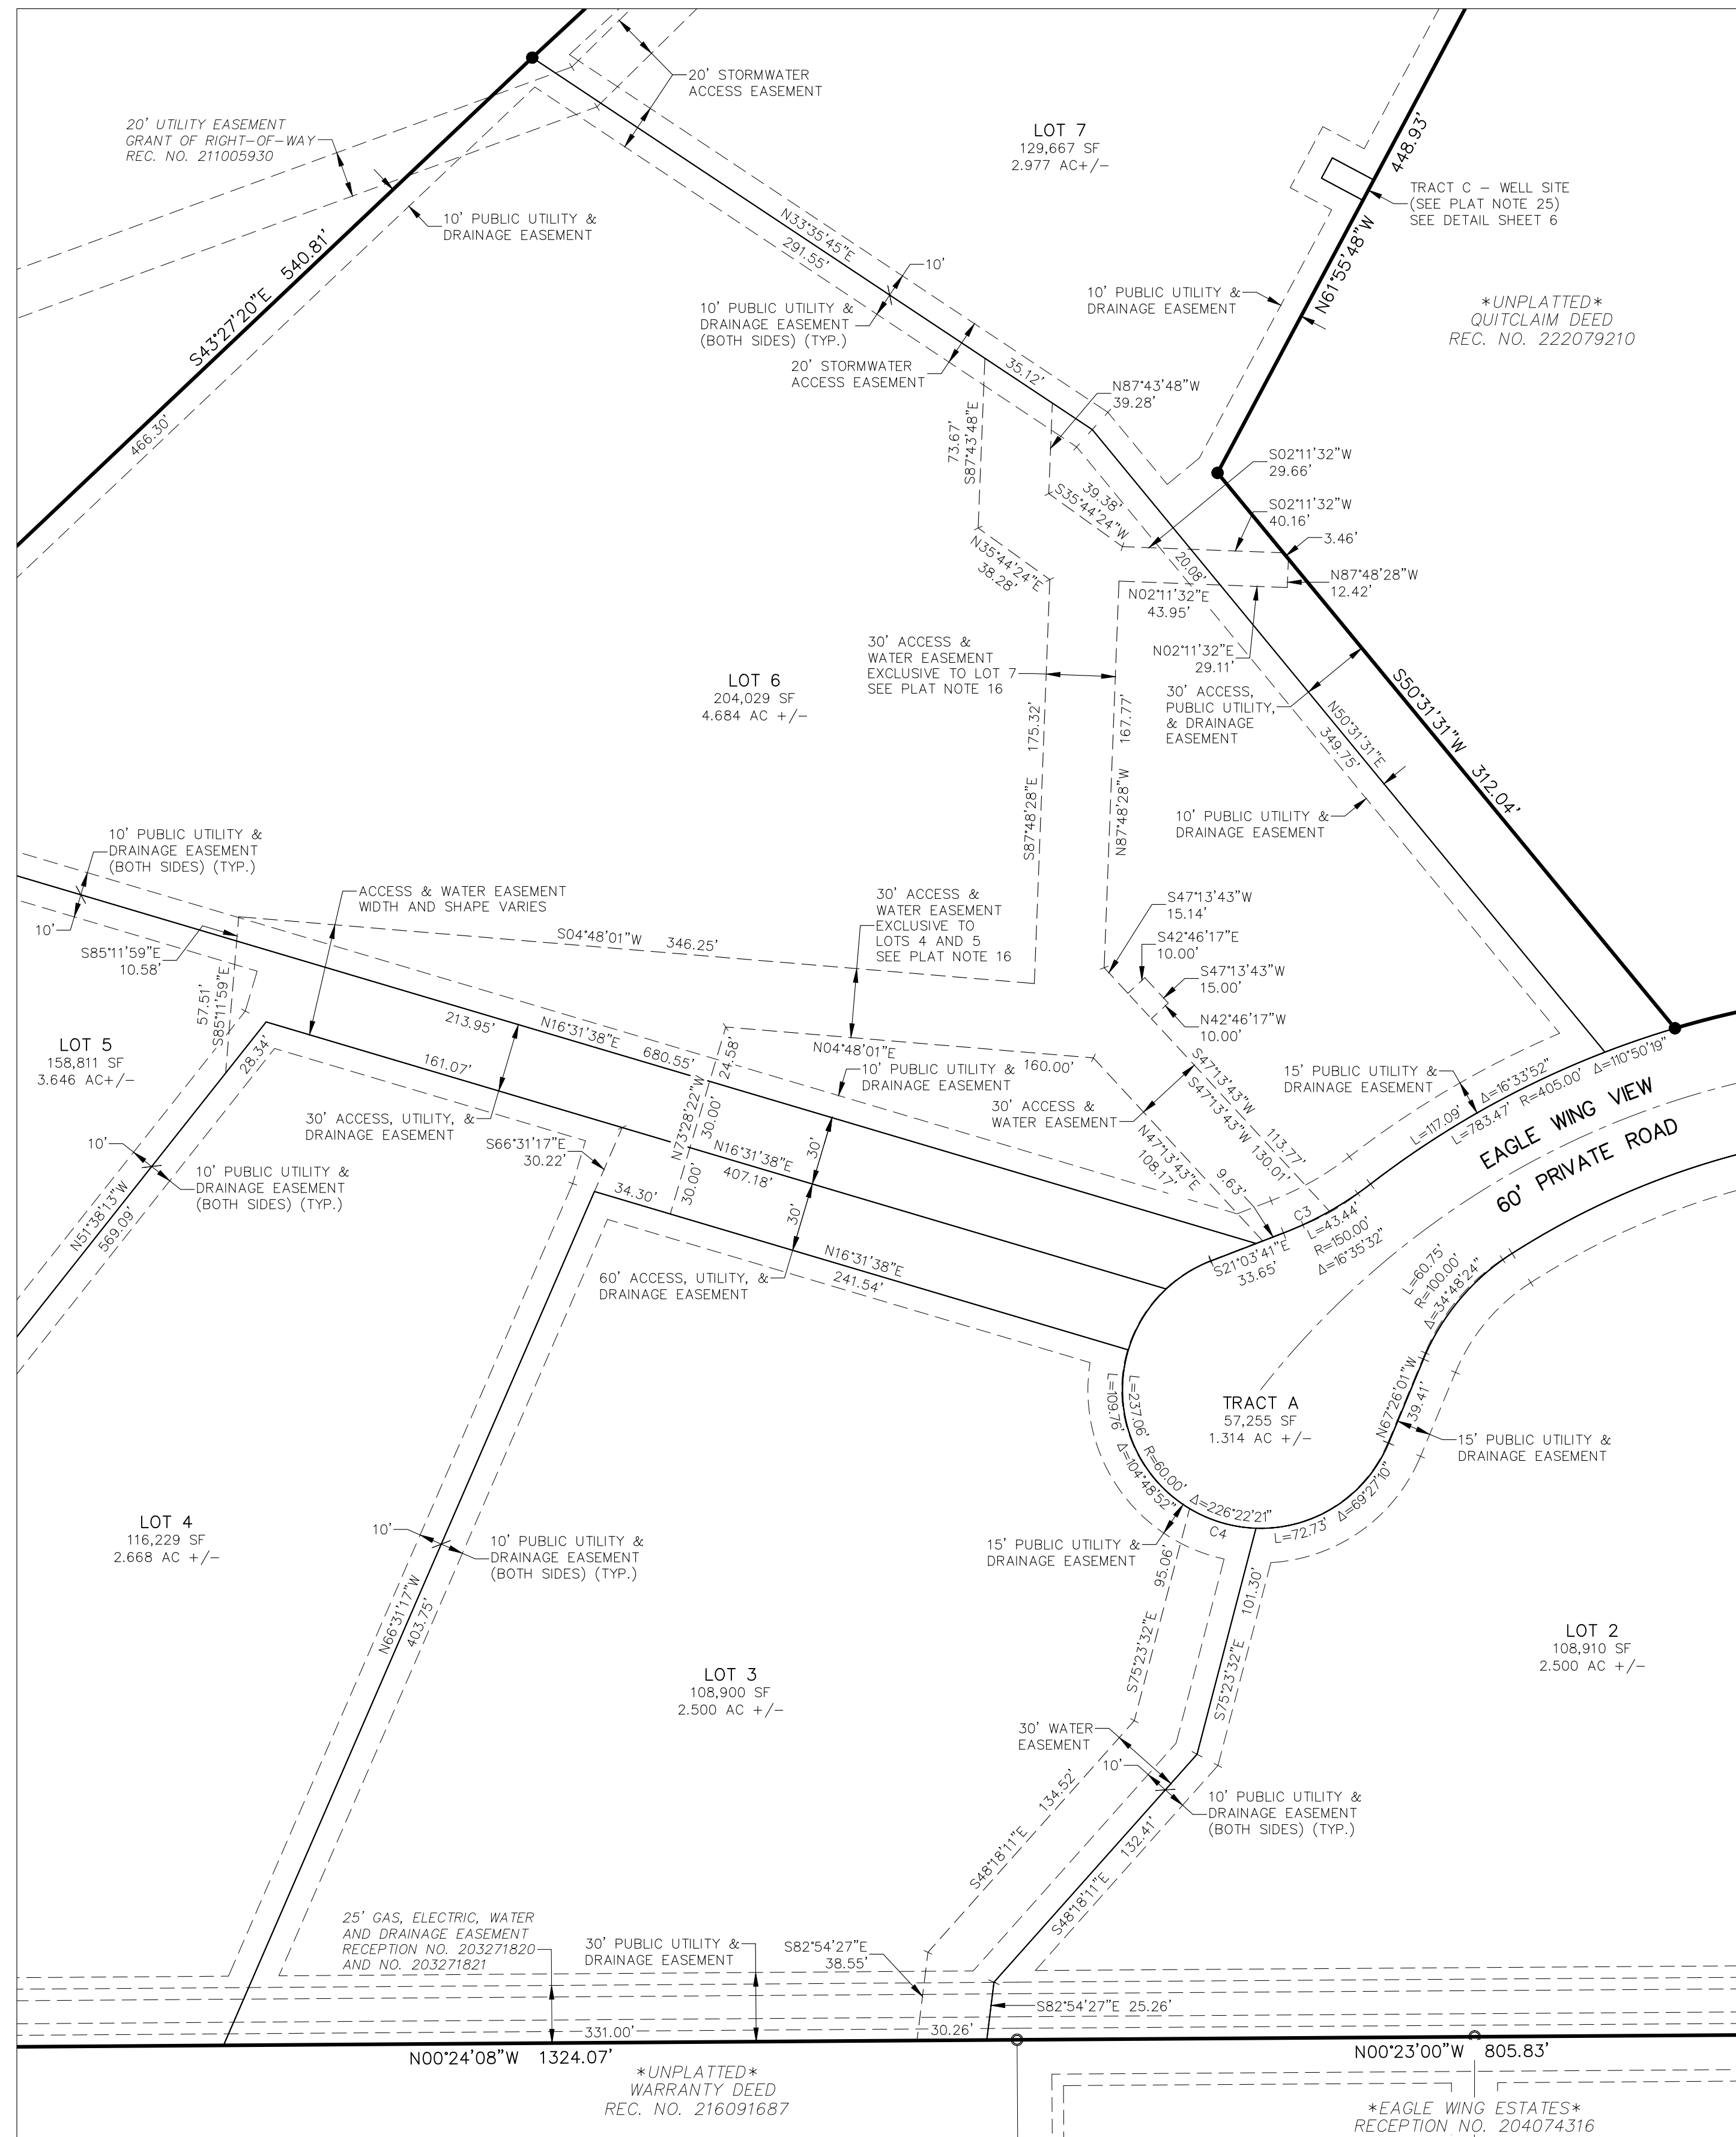 20' STORMWATER
ACCESS EASEMENT
20' UTILITY EASEMENT
GRANT OF RIGHT-OF-WAY
REC. NO. 211005930
LOT 7
129,667 SF
2.977 AC+/-
448.93'
N61°55'48"W
TRACT C - WELL SITE
(SEE PLAT NOTE 25)
SEE DETAIL SHEET 6
10' PUBLIC UTILITY &
DRAINAGE EASEMENT
S43°27'20"E 540.81'
466.30'
N33°35'45"E
291.55'
10'
10' PUBLIC UTILITY &
DRAINAGE EASEMENT
(BOTH SIDES) (TYP.)
20' STORMWATER
ACCESS EASEMENT
10' PUBLIC UTILITY &
DRAINAGE EASEMENT
*UNPLATTED*
QUITCLAIM DEED
REC. NO. 222079210
35.12'
N87°43'48"W
39.28'
73.67'
S87°43'48"E
39.38'
S35°44'24"W
S02°11'32"W
29.66'
S02°11'32"W
40.16'
3.46'
N87°48'28"W
12.42'
N35°44'24"E
38.28'
20.08'
N02°11'32"E
43.95'
N02°11'32"E
29.11'
30' ACCESS &
WATER EASEMENT
EXCLUSIVE TO LOT 7
SEE PLAT NOTE 16
LOT 6
204,029 SF
4.684 AC +/-
30' ACCESS,
PUBLIC UTILITY,
& DRAINAGE
EASEMENT
S50°31'31"W 312.04'
N50°31'31"E
349.75'
S87°48'28"E 175.32'
N87°48'28"W 167.77'
10' PUBLIC UTILITY &
DRAINAGE EASEMENT
10' PUBLIC UTILITY &
DRAINAGE EASEMENT
(BOTH SIDES) (TYP.)
10'
ACCESS & WATER EASEMENT
WIDTH AND SHAPE VARIES
30' ACCESS &
WATER EASEMENT
EXCLUSIVE TO
LOTS 4 AND 5
SEE PLAT NOTE 16
S04°48'01"W 346.25'
S85°11'59"E
10.58'
57.51'
S85°11'59"E
S47°13'43"W
15.14'
S42°46'17"E
10.00'
S47°13'43"W
15.00'
N42°46'17"W
10.00'
LOT 5
158,811 SF
3.646 AC+/-
28.34'
213.95'
N16°31'38"E
680.55'
161.07'
24.58'
N73°28'22"W
30.00'
30.00'
N04°48'01"E
160.00'
10' PUBLIC UTILITY &
DRAINAGE EASEMENT
30' ACCESS &
WATER EASEMENT
S47°13'43"W 113.77'
S47°13'43"W 130.01'
N47°13'43"E
108.17'
9.63'
15' PUBLIC UTILITY &
DRAINAGE EASEMENT
L=117.09' Δ=16°33'52"
L=783.47' R=405.00' Δ=110°50'19"
EAGLE WING VIEW
60' PRIVATE ROAD
30' ACCESS, UTILITY, &
DRAINAGE EASEMENT
S66°31'17"E
30.22'
10'
10' PUBLIC UTILITY &
DRAINAGE EASEMENT
(BOTH SIDES) (TYP.)
N51°38'13"W
569.09'
34.30'
N16°31'38"E
407.18'
30'
30'
N16°31'38"E
241.54'
60' ACCESS, UTILITY, &
DRAINAGE EASEMENT
C3
S21°03'41"E
33.65'
L=43.44'
R=150.00'
Δ=16°35'32"
L=60.75'
R=100.00'
Δ=34°48'24"
TRACT A
57,255 SF
1.314 AC +/-
N67°26'01"W
39.41'
15' PUBLIC UTILITY &
DRAINAGE EASEMENT
L=237.06' R=60.00' Δ=226°22'21"
L=109.76' Δ=104°48'52"
C4
L=72.73' Δ=69°27'10"
15' PUBLIC UTILITY &
DRAINAGE EASEMENT
LOT 4
116,229 SF
2.668 AC +/-
10'
10' PUBLIC UTILITY &
DRAINAGE EASEMENT
(BOTH SIDES) (TYP.)
N66°31'17"W
403.75'
S75°23'32"E 95.06'
S75°23'32"E 101.30'
LOT 3
108,900 SF
2.500 AC +/-
LOT 2
108,910 SF
2.500 AC +/-
30' WATER
EASEMENT
10'
10' PUBLIC UTILITY &
DRAINAGE EASEMENT
(BOTH SIDES) (TYP.)
S48°18'11"E 134.52'
S48°18'11"E 132.41'
25' GAS, ELECTRIC, WATER
AND DRAINAGE EASEMENT
RECEPTION NO. 203271820
AND NO. 203271821
30' PUBLIC UTILITY &
DRAINAGE EASEMENT
S82°54'27"E
38.55'
S82°54'27"E 25.26'
331.00'
30.26'
N00°24'08"W 1324.07'
N00°23'00"W 805.83'
*UNPLATTED*
WARRANTY DEED
REC. NO. 216091687
*EAGLE WING ESTATES*
RECEPTION NO. 204074316